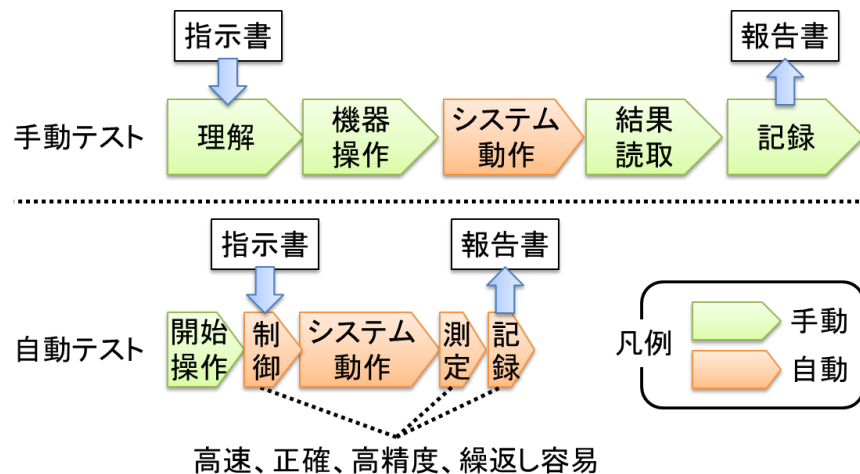 指示書
報告書
手動テスト
理解
機器
操作
システム
動作
結果
読取
記録
指示書
報告書
自動テスト
開始
操作
制
御
システム
動作
測
定
記
録
凡例
手動
自動
高速、正確、高精度、繰返し容易